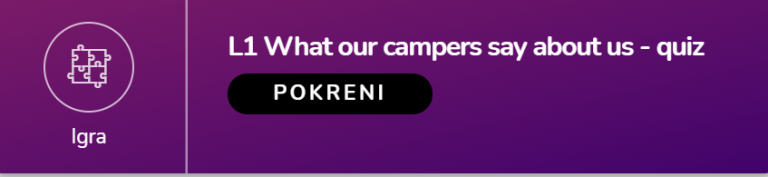 L1 What our campers say about us - quiz
POKRENI
Igra